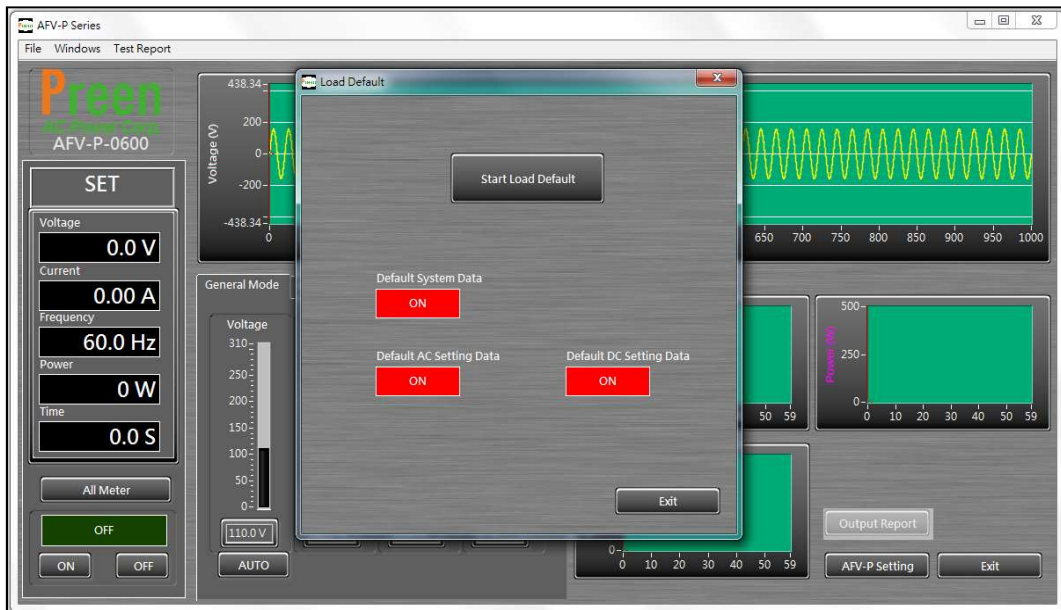 AFV-P Series
File Windows Test Report
Preen
AC Power Corp.
AFV-P-0600
SET
Voltage
0.0 V
Current
0.00 A
Frequency
60.0 Hz
Power
0 W
Time
0.0 S
All Meter
OFF
ON OFF
438.34
200
0
-200
-438.34
Voltage (V)
0 650 700 750 800 850 900 950 1000
General Mode
Voltage
310
250
200
150
100
50
0
110.0 V
AUTO
Load Default
Start Load Default
Default System Data
ON
Default AC Setting Data Default DC Setting Data
ON ON
Exit
50 59
500
250
0
Power (W)
0 10 20 30 40 50 59
0
0 10 20 30 40 50 59
Output Report
AFV-P Setting Exit